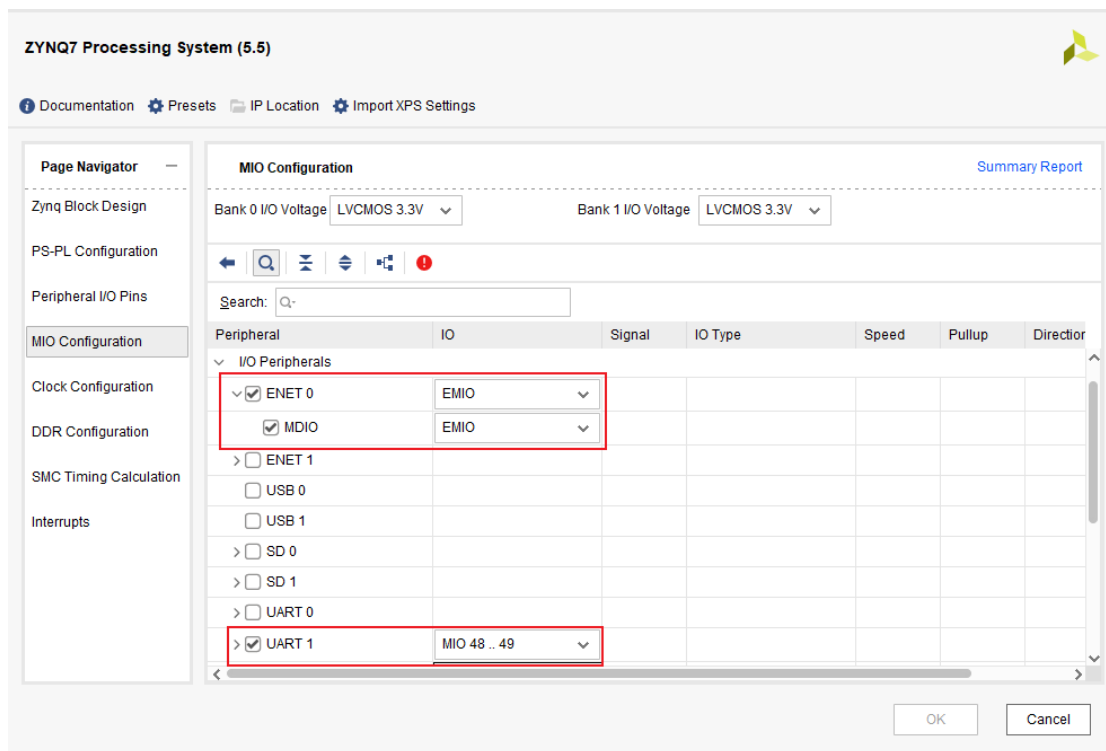 ZYNQ7 Processing System (5.5)
Documentation Presets IP Location Import XPS Settings
Page Navigator
Zynq Block Design
PS-PL Configuration
Peripheral I/O Pins
MIO Configuration
Clock Configuration
DDR Configuration
SMC Timing Calculation
Interrupts
MIO Configuration Summary Report
Bank 0 I/O Voltage LVCMOS 3.3V Bank 1 I/O Voltage LVCMOS 3.3V
Search:
Peripheral IO Signal IO Type Speed Pullup Direction
I/O Peripherals
ENET 0 EMIO
MDIO EMIO
ENET 1
USB 0
USB 1
SD 0
SD 1
UART 0
UART 1 MIO 48 .. 49
OK Cancel